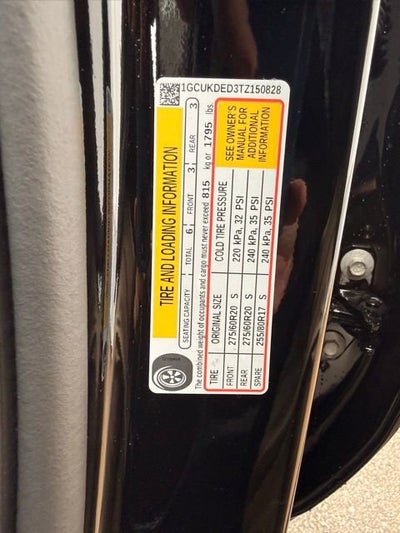 1GCUKDED3TZ150828
TIRE AND LOADING INFORMATION
SEATING CAPACITY TOTAL 6 FRONT 3 REAR 3
The combined weight of occupants and cargo must never exceed 815 kg or 1795 lbs.
TIRE ORIGINAL SIZE COLD TIRE PRESSURE
FRONT 275/60R20 S 220 kPa, 32 PSI
REAR 275/60R20 S 240 kPa, 35 PSI
SPARE 255/80R17 S 240 kPa, 35 PSI
SEE OWNER'S
MANUAL FOR
ADDITIONAL
INFORMATION